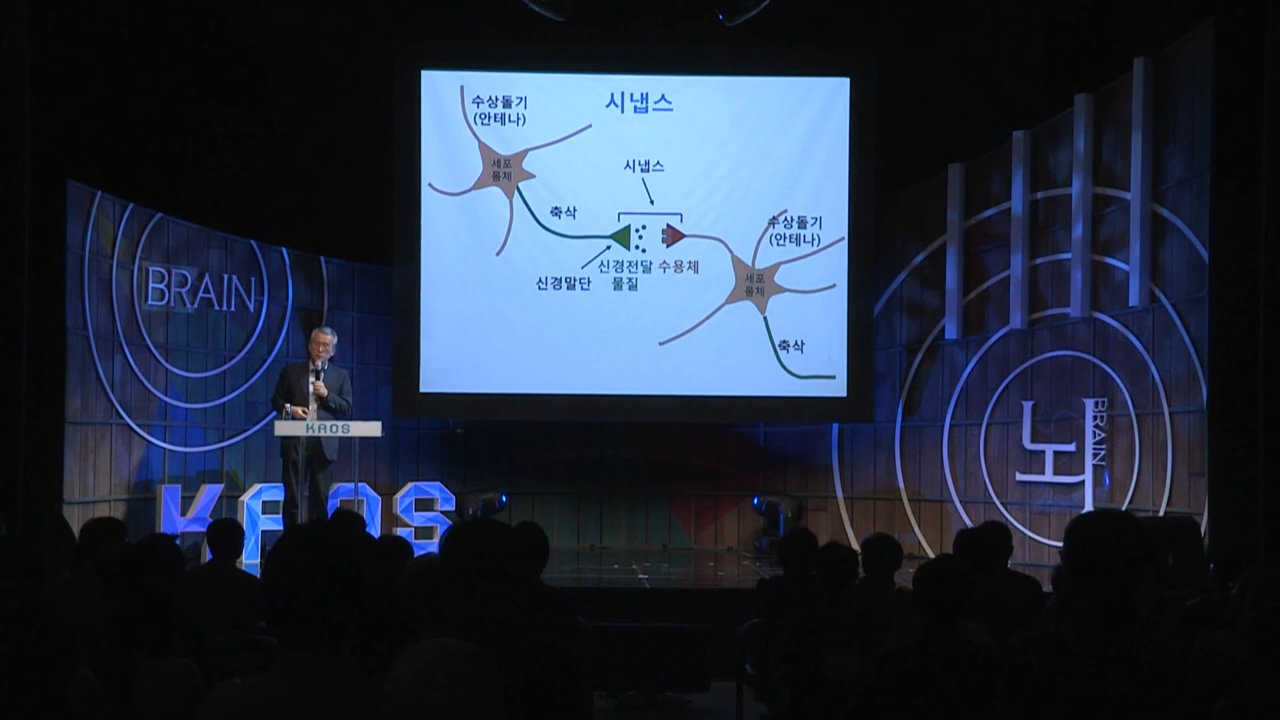 시냅스
수상돌기
(안테나)
세포
몸체
시냅스
축삭
수상돌기
(안테나)
신경전달 수용체
물질
신경말단
세포
몸체
축삭
BRAIN
KAOS
KAOS
뇌
BRAIN